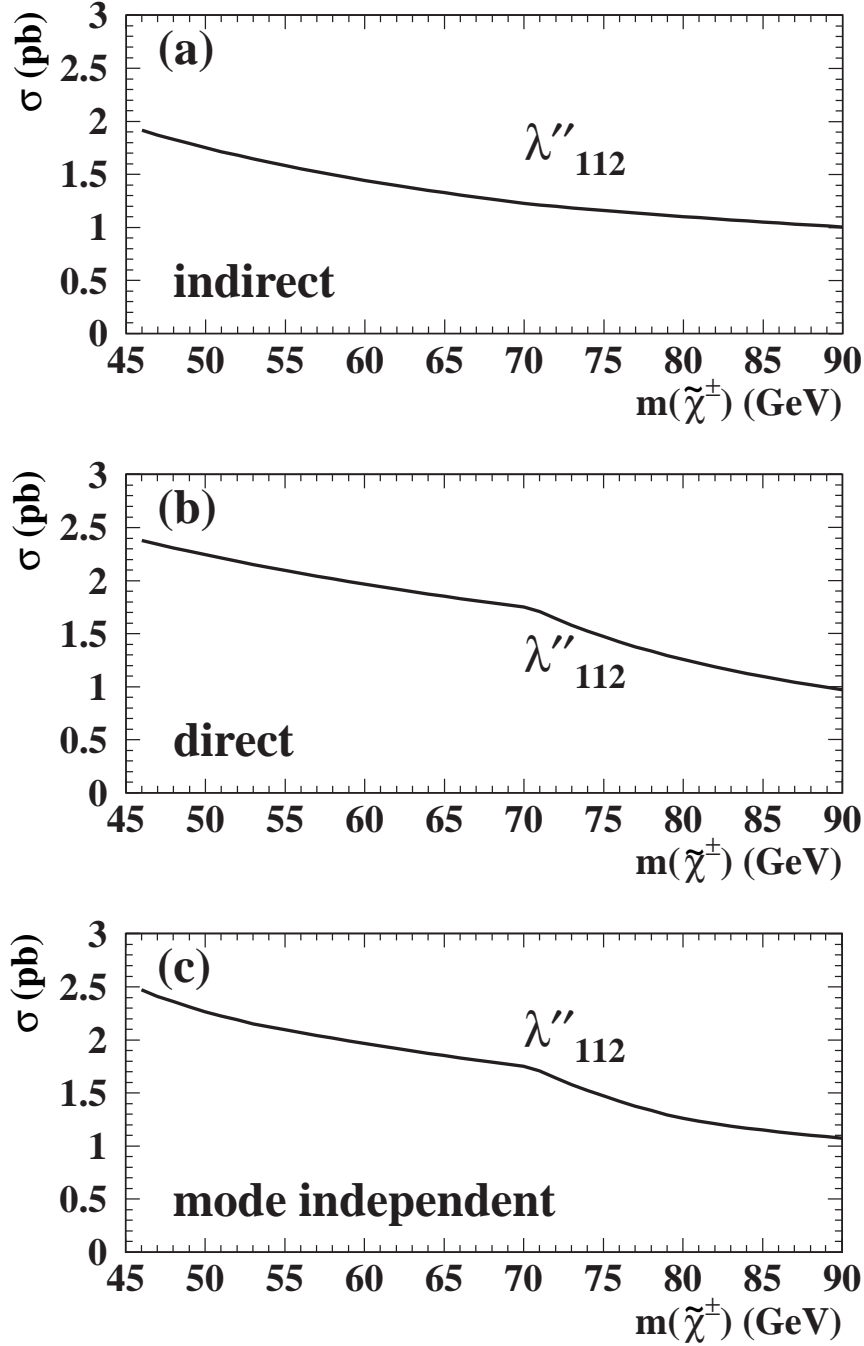 σ (pb)
3
2.5
2
1.5
1
0.5
0
(a)
λ″112
indirect
45 50 55 60 65 70 75 80 85 90
m(χ̃±) (GeV)
σ (pb)
3
2.5
2
1.5
1
0.5
0
(b)
λ″112
direct
45 50 55 60 65 70 75 80 85 90
m(χ̃±) (GeV)
σ (pb)
3
2.5
2
1.5
1
0.5
0
(c)
λ″112
mode independent
45 50 55 60 65 70 75 80 85 90
m(χ̃±) (GeV)